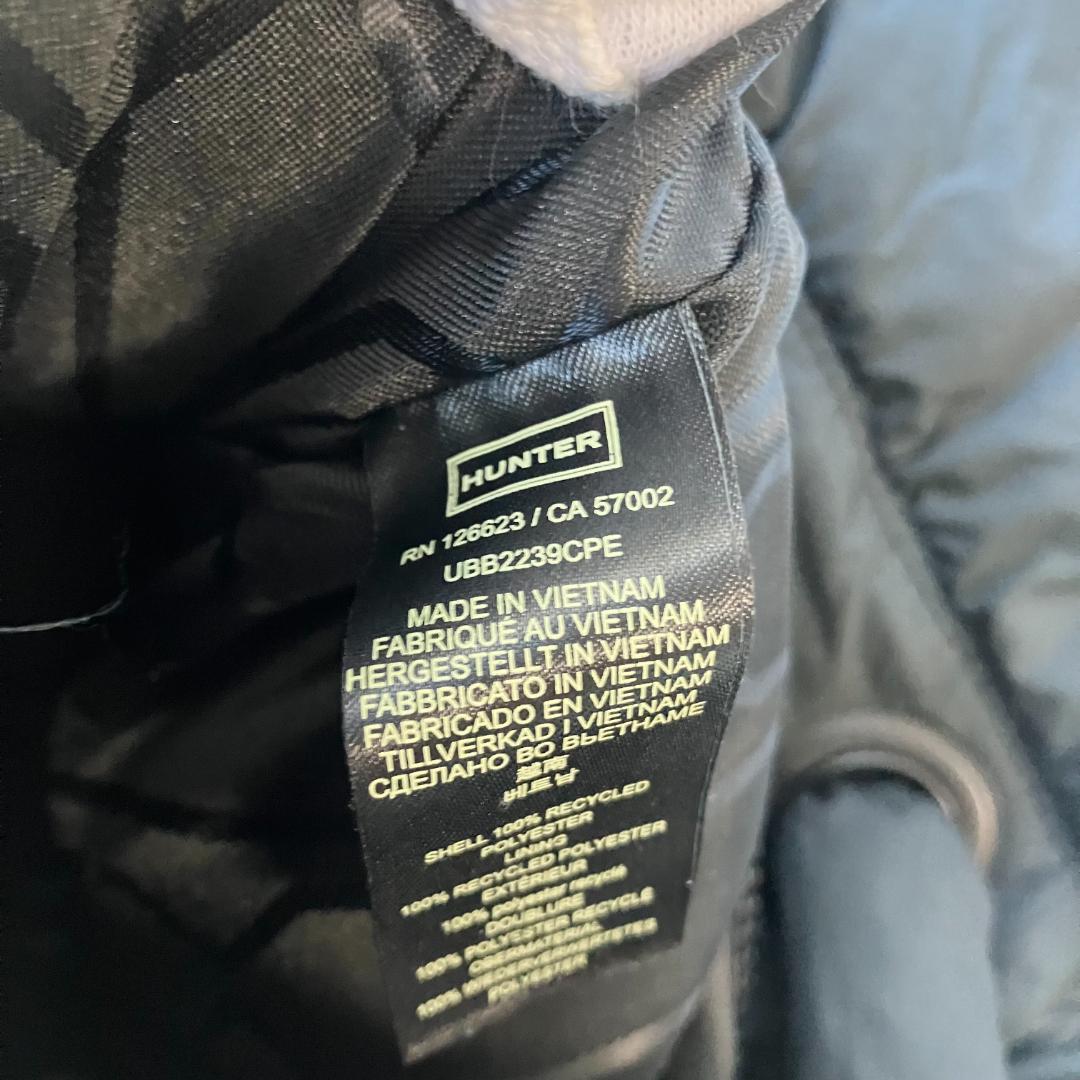 HUNTER
RN 126623 / CA 57002
UBB2239CPE
MADE IN VIETNAM
FABRIQUÉ AU VIETNAM
HERGESTELLT IN VIETNAM
FABBRICATO IN VIETNAM
FABRICADO EN VIETNAM
TILLVERKAD I VIETNAM
СДЕЛАНО ВО ВЬЕТНАМЕ
越南
베트남
SHELL 100% RECYCLED
POLYESTER
LINING
100% RECYCLED POLYESTER
EXTÉRIEUR
100% polyester recyclé
DOUBLURE
100% POLYESTER RECYCLÉ
OBERMATERIAL
100% WIEDERVERWERTETES
POLYESTER